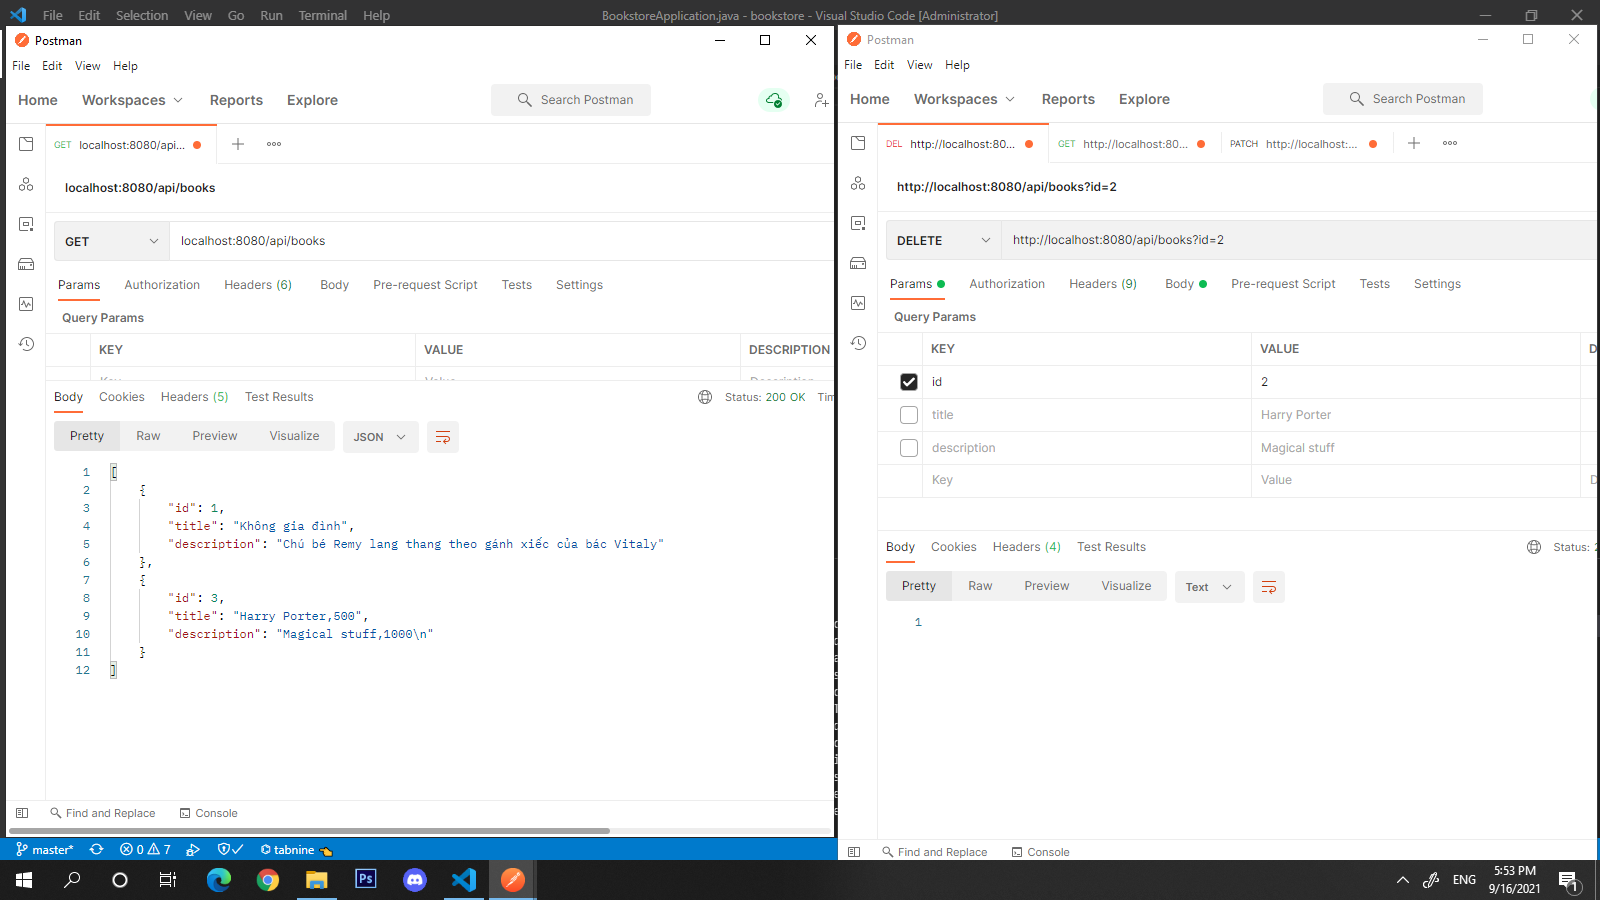 File Edit Selection View Go Run Terminal Help BookstoreApplication.java - bookstore - Visual Studio Code [Administrator]
Postman
File Edit View Help
Home Workspaces Reports Explore Search Postman
GET localhost:8080/api...
localhost:8080/api/books
GET localhost:8080/api/books
Params Authorization Headers (6) Body Pre-request Script Tests Settings
Query Params
KEY VALUE DESCRIPTION
Key Value Description
Body Cookies Headers (5) Test Results Status: 200 OK Tim
Pretty Raw Preview Visualize JSON
1 [
2 {
3 "id": 1,
4 "title": "Không gia đình",
5 "description": "Chú bé Remy lang thang theo gánh xiếc của bác Vitaly"
6 },
7 {
8 "id": 3,
9 "title": "Harry Porter,500",
10 "description": "Magical stuff,1000\n"
11 }
12 ]
Find and Replace Console
Postman
File Edit View Help
Home Workspaces Reports Explore Search Postman
DEL http://localhost:80... GET http://localhost:80... PATCH http://localhost:...
http://localhost:8080/api/books?id=2
DELETE http://localhost:8080/api/books?id=2
Params Authorization Headers (9) Body Pre-request Script Tests Settings
Query Params
KEY VALUE D
id 2
title Harry Porter
description Magical stuff
Key Value D
Body Cookies Headers (4) Test Results Status: 2
Pretty Raw Preview Visualize Text
1
Find and Replace Console
master* 0 7 tabnine
Ps ENG 5:53 PM
9/16/2021 1